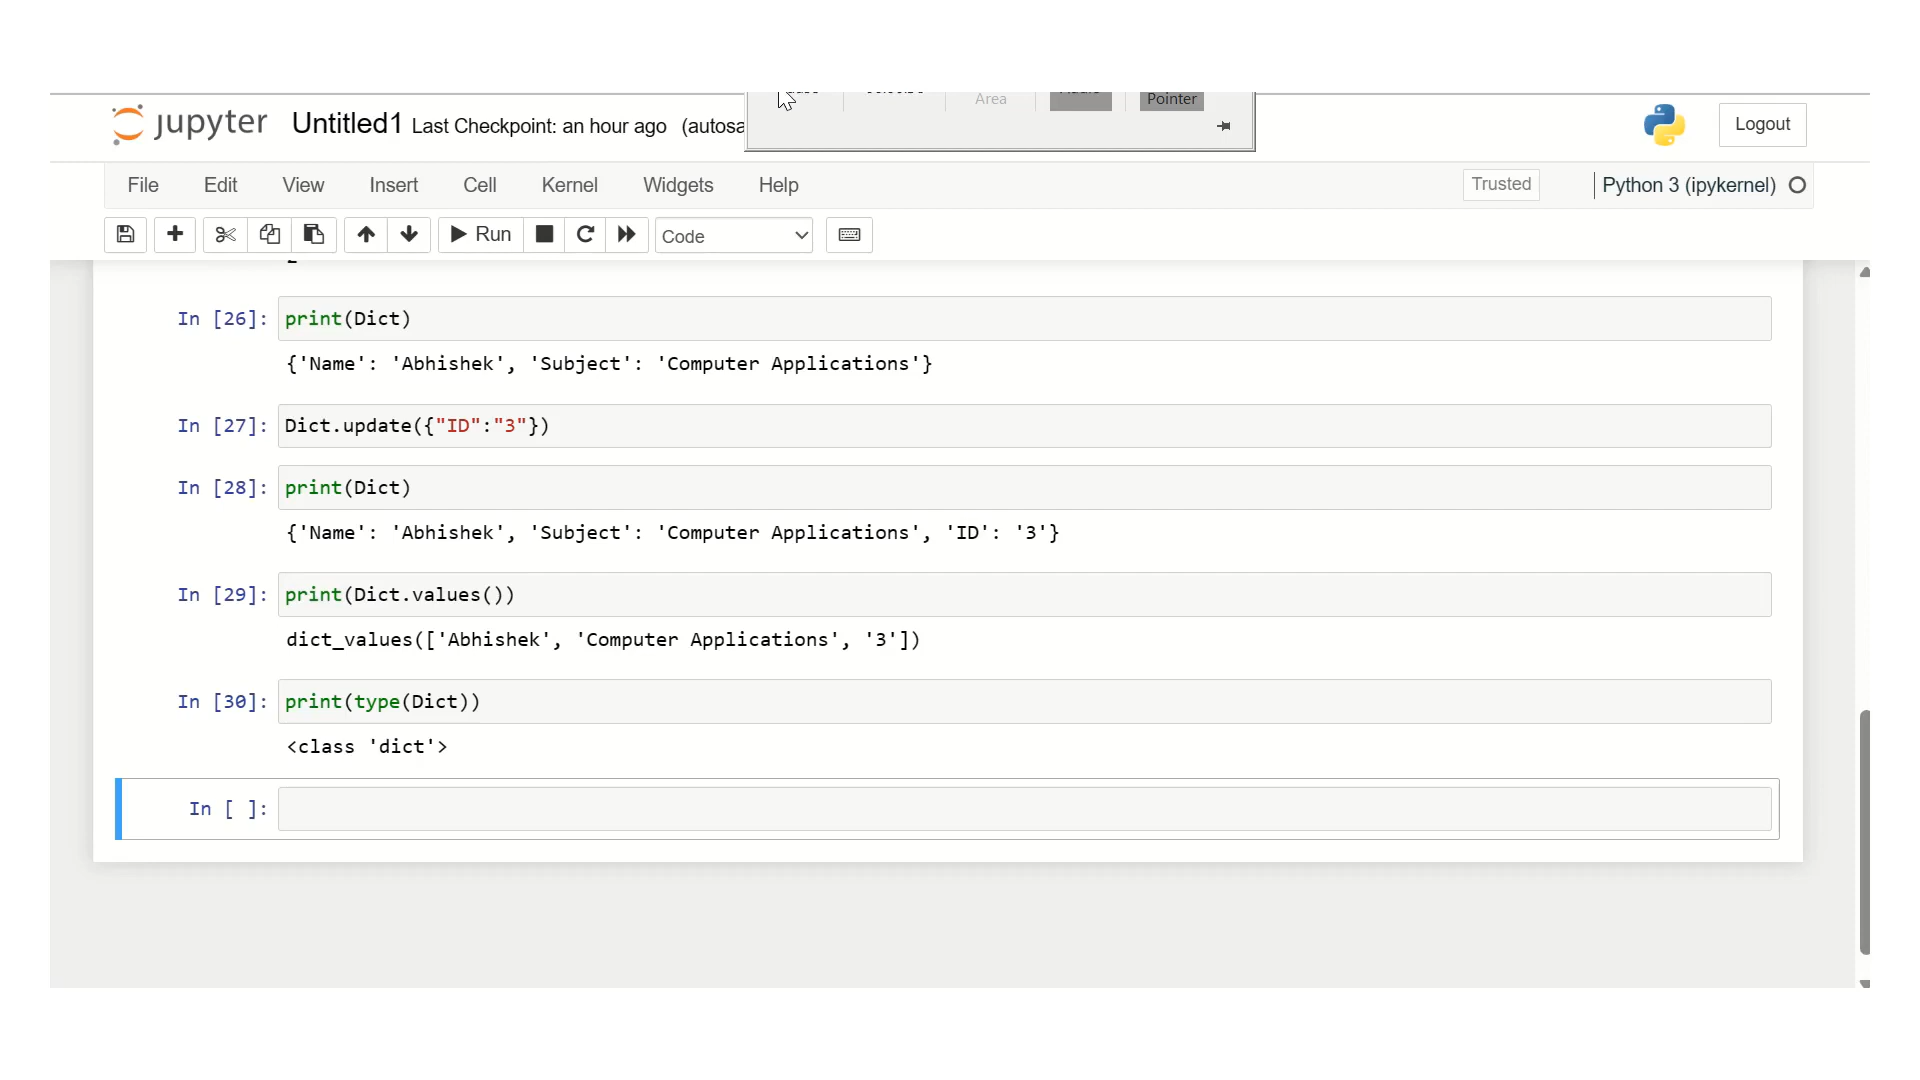 Area
Pointer
jupyter Untitled1 Last Checkpoint: an hour ago (autosa
Logout
File Edit View Insert Cell Kernel Widgets Help
Trusted
Python 3 (ipykernel)
Run
Code
In [26]: print(Dict)
{'Name': 'Abhishek', 'Subject': 'Computer Applications'}
In [27]: Dict.update({"ID":"3"})
In [28]: print(Dict)
{'Name': 'Abhishek', 'Subject': 'Computer Applications', 'ID': '3'}
In [29]: print(Dict.values())
dict_values(['Abhishek', 'Computer Applications', '3'])
In [30]: print(type(Dict))
<class 'dict'>
In [ ]: